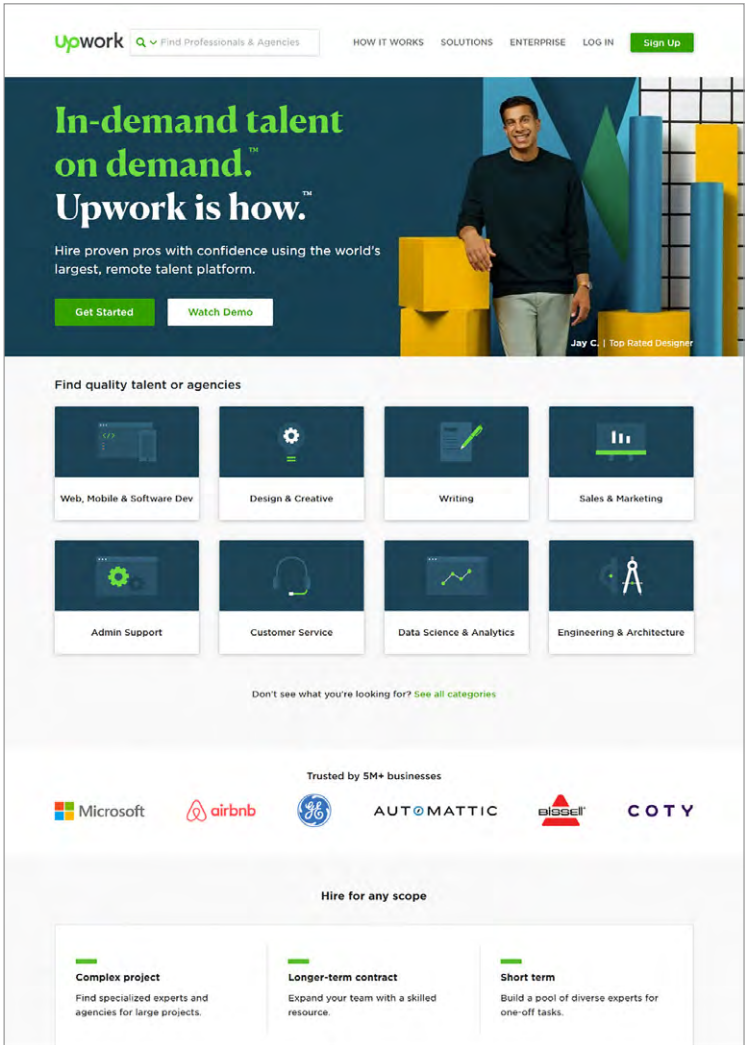 Upwork
Find Professionals & Agencies
HOW IT WORKS SOLUTIONS ENTERPRISE LOG IN Sign Up
In-demand talent
on demand.™
Upwork is how.™
Hire proven pros with confidence using the world's
largest, remote talent platform.
Get Started Watch Demo
Jay C. | Top Rated Designer
Find quality talent or agencies
Web, Mobile & Software Dev Design & Creative Writing Sales & Marketing
Admin Support Customer Service Data Science & Analytics Engineering & Architecture
Don't see what you're looking for? See all categories
Trusted by 5M+ businesses
Microsoft airbnb GE AUTOMATTIC BISSELL COTY
Hire for any scope
Complex project
Find specialized experts and
agencies for large projects.
Longer-term contract
Expand your team with a skilled
resource.
Short term
Build a pool of diverse experts for
one-off tasks.